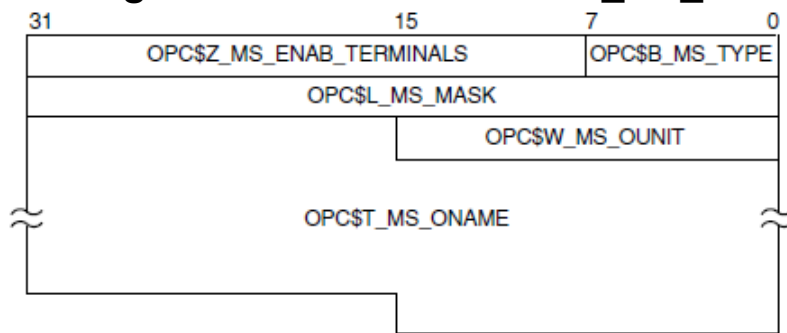 31 15 7 0
OPC$Z_MS_ENAB_TERMINALS OPC$B_MS_TYPE
OPC$L_MS_MASK
OPC$W_MS_OUNIT
OPC$T_MS_ONAME